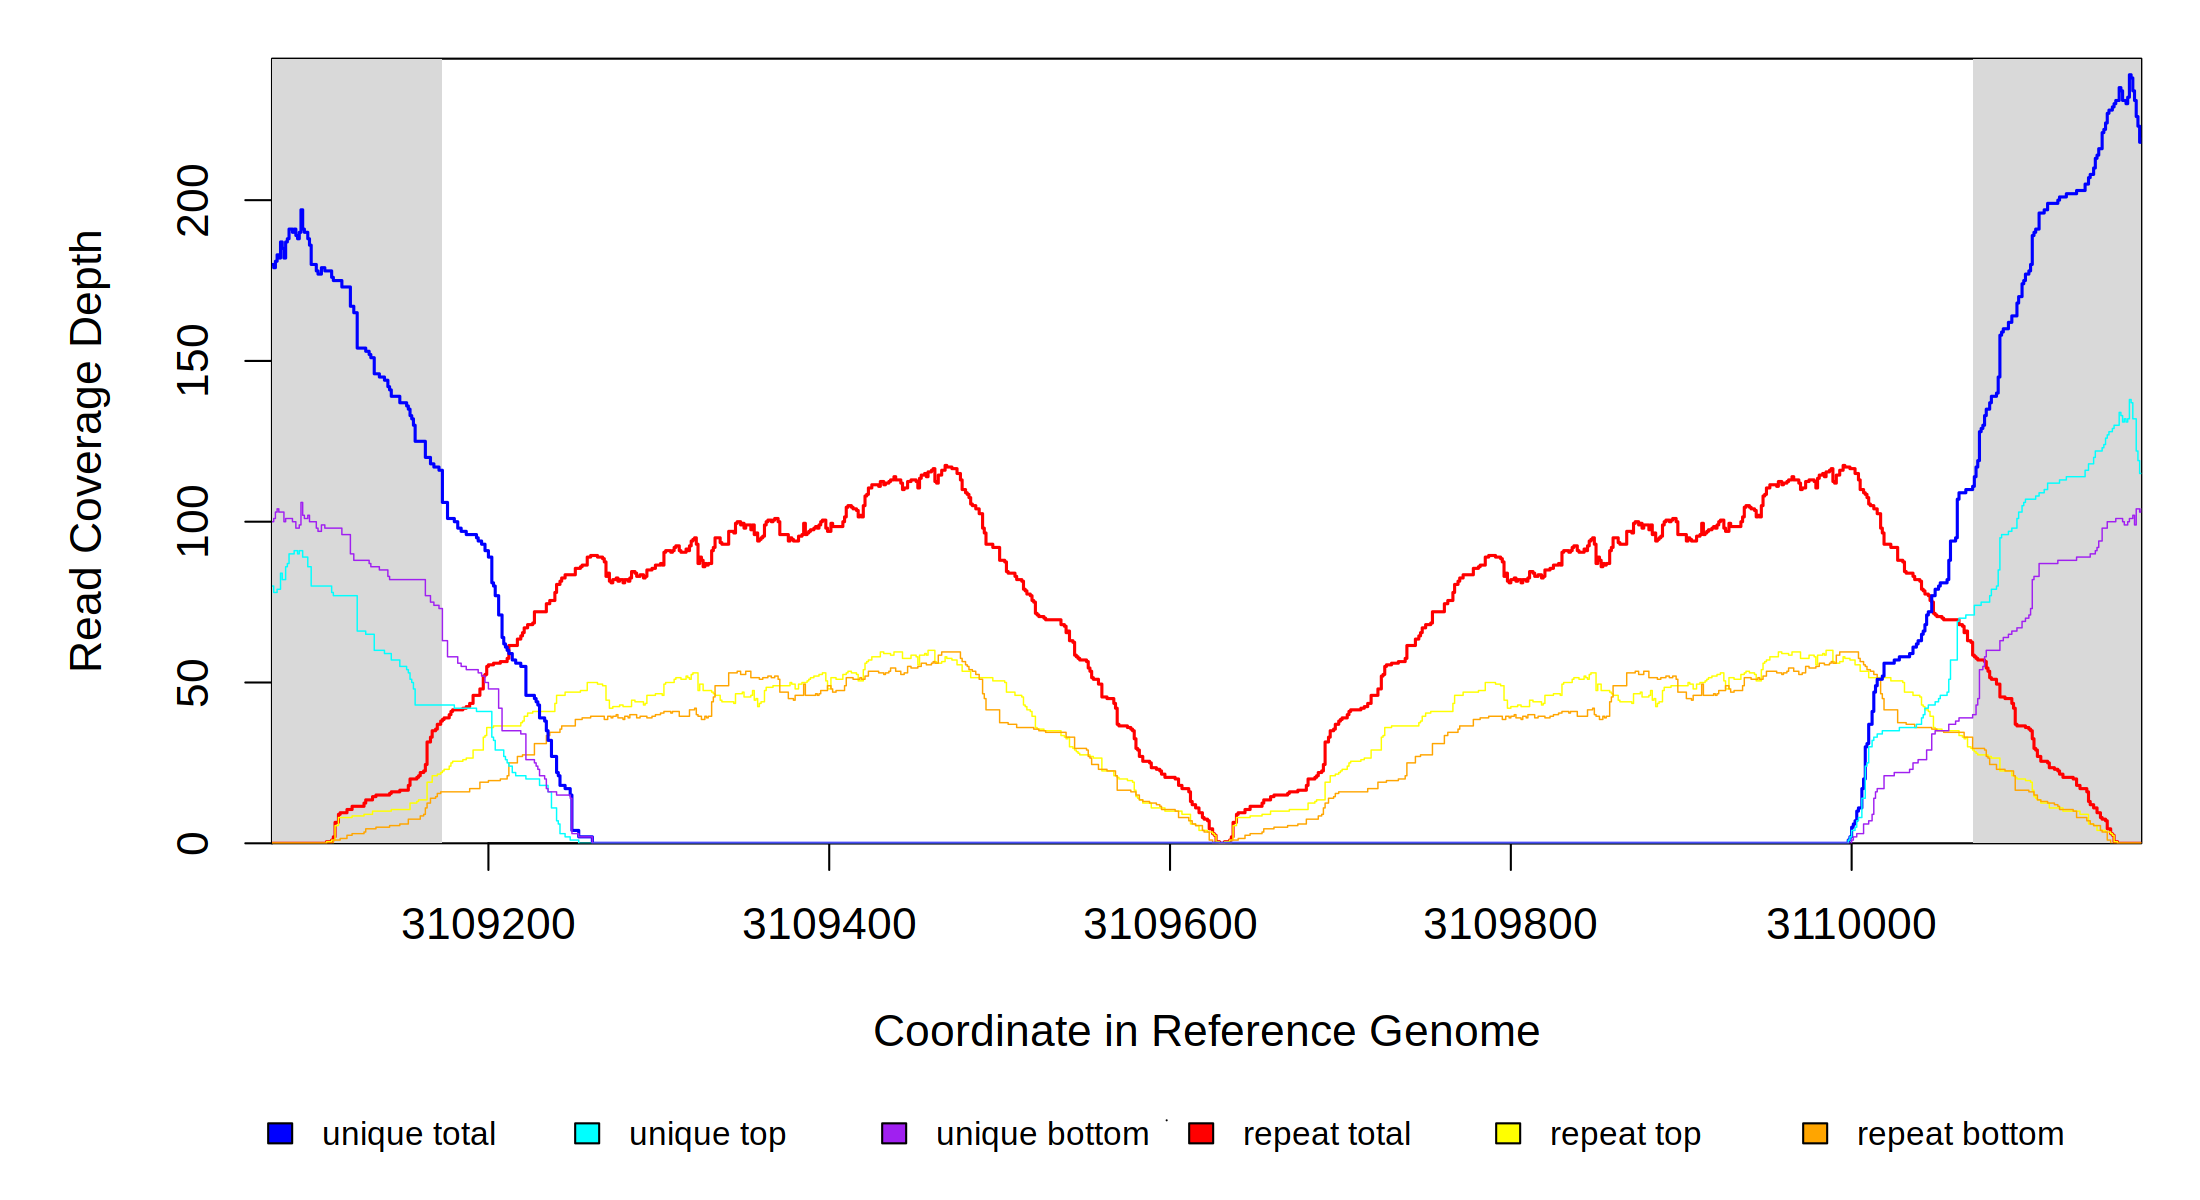 Read Coverage Depth
200
150
100
50
0
3109200 3109400 3109600 3109800 3110000
Coordinate in Reference Genome
unique total unique top unique bottom repeat total repeat top repeat bottom